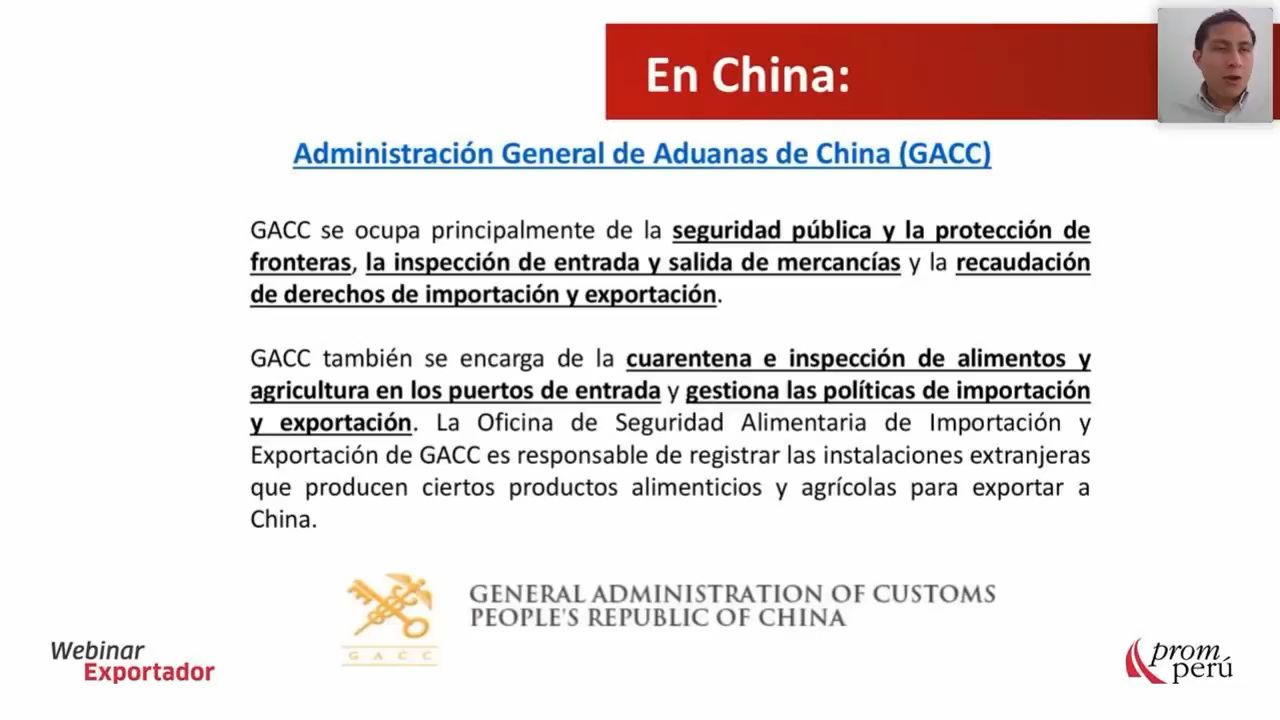 En China:
Administración General de Aduanas de China (GACC)
GACC se ocupa principalmente de la seguridad pública y la protección de
fronteras, la inspección de entrada y salida de mercancías y la recaudación
de derechos de importación y exportación.
GACC también se encarga de la cuarentena e inspección de alimentos y
agricultura en los puertos de entrada y gestiona las políticas de importación
y exportación. La Oficina de Seguridad Alimentaria de Importación y
Exportación de GACC es responsable de registrar las instalaciones extranjeras
que producen ciertos productos alimenticios y agrícolas para exportar a
China.
GENERAL ADMINISTRATION OF CUSTOMS
PEOPLE'S REPUBLIC OF CHINA
GACC
Webinar
Exportador
prom
perú